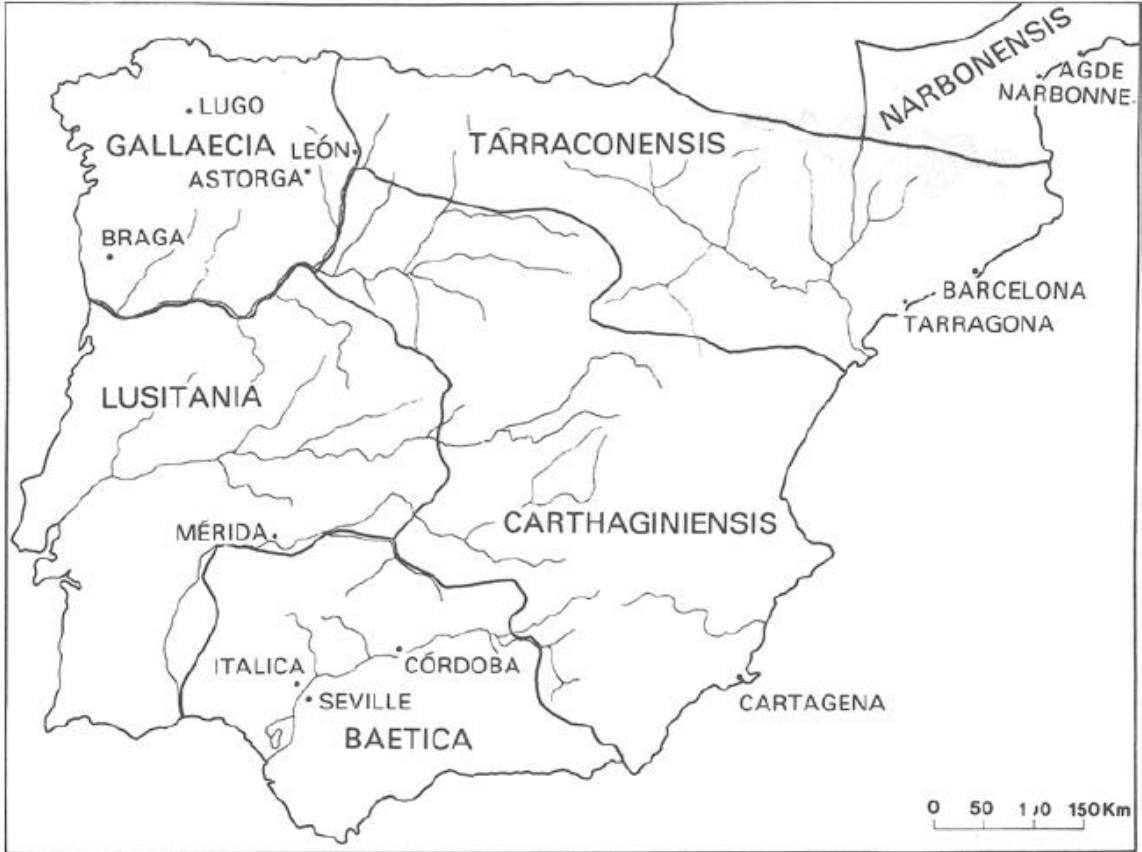 NARBONENSIS
AGDE
NARBONNE
LUGO
GALLAECIA
LEÓN
TARRACONENSIS
ASTORGA
BRAGA
BARCELONA
TARRAGONA
LUSITANIA
CARTHAGINIENSIS
MÉRIDA
ITALICA
CÓRDOBA
SEVILLE
CARTAGENA
BAETICA
0 50 100 150Km